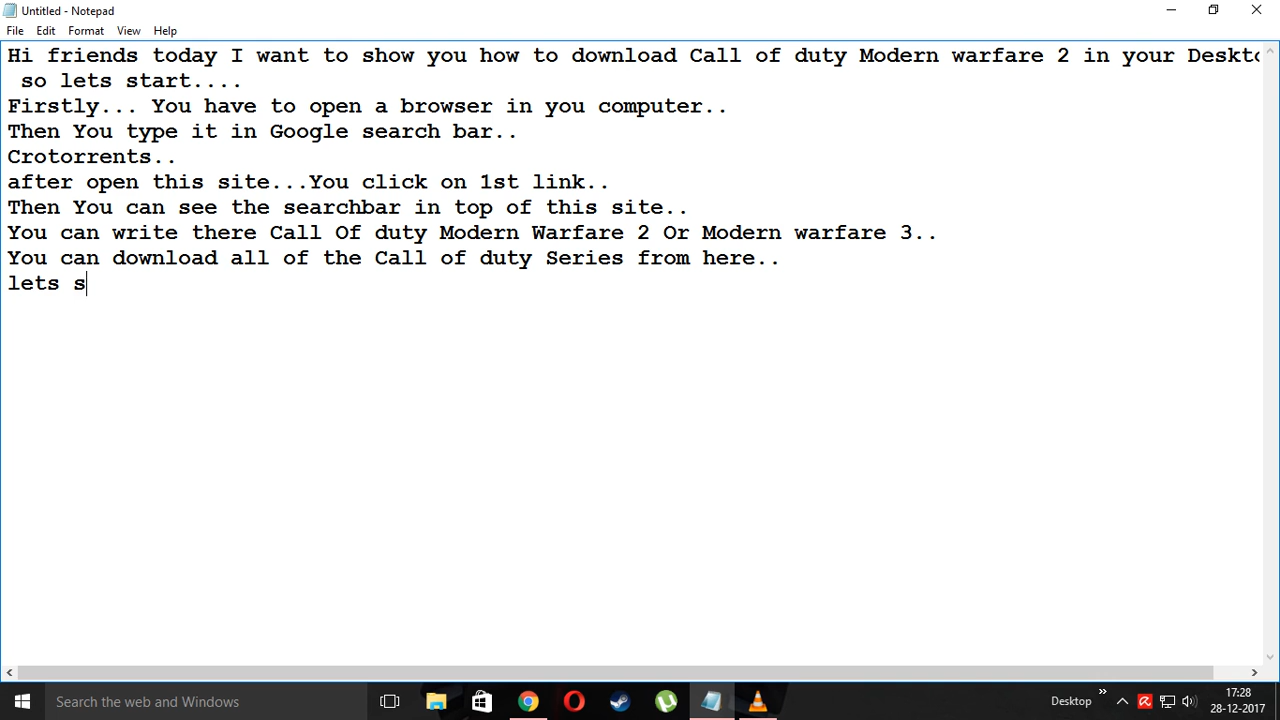 Untitled - Notepad
File Edit Format View Help
Hi friends today I want to show you how to download Call of duty Modern warfare 2 in your Deskto
so lets start....
Firstly... You have to open a browser in you computer..
Then You type it in Google search bar..
Crotorrents..
after open this site...You click on 1st link..
Then You can see the searchbar in top of this site..
You can write there Call Of duty Modern Warfare 2 Or Modern warfare 3..
You can download all of the Call of duty Series from here..
lets s
Search the web and Windows
Desktop
17:28
28-12-2017